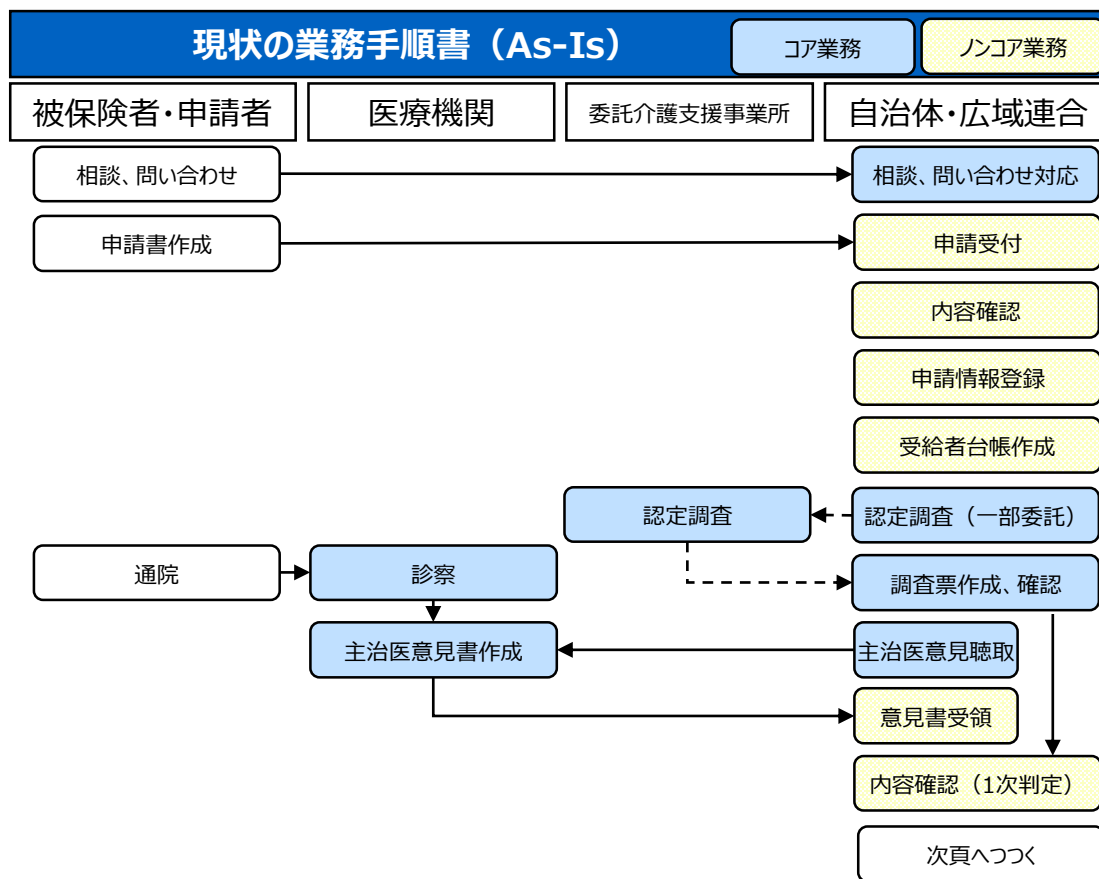 現状の業務手順書（As-Is）
コア業務
ノンコア業務
被保険者・申請者
医療機関
委託介護支援事業所
自治体・広域連合
相談、問い合わせ
相談、問い合わせ対応
申請書作成
申請受付
内容確認
申請情報登録
受給者台帳作成
認定調査
認定調査（一部委託）
通院
診察
調査票作成、確認
主治医意見書作成
主治医意見聴取
意見書受領
内容確認（1次判定）
次頁へつつく